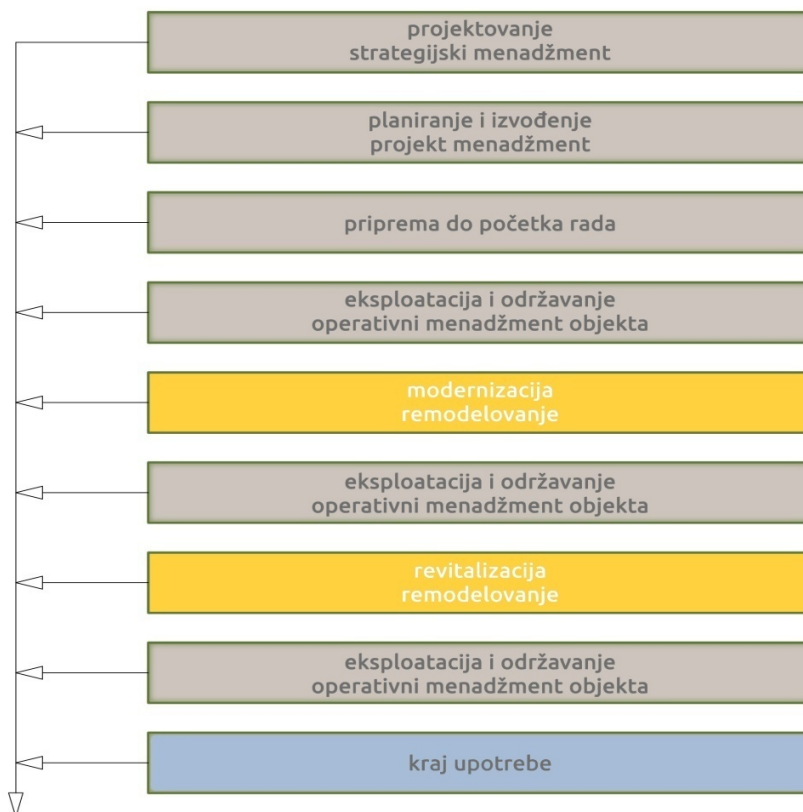 projektovanje
strategijski menadžment
planiranje i izvođenje
projekt menadžment
priprema do početka rada
eksploatacija i održavanje
operativni menadžment objekta
modernizacija
remodelovanje
eksploatacija i održavanje
operativni menadžment objekta
revitalizacija
remodelovanje
eksploatacija i održavanje
operativni menadžment objekta
kraj upotrebe